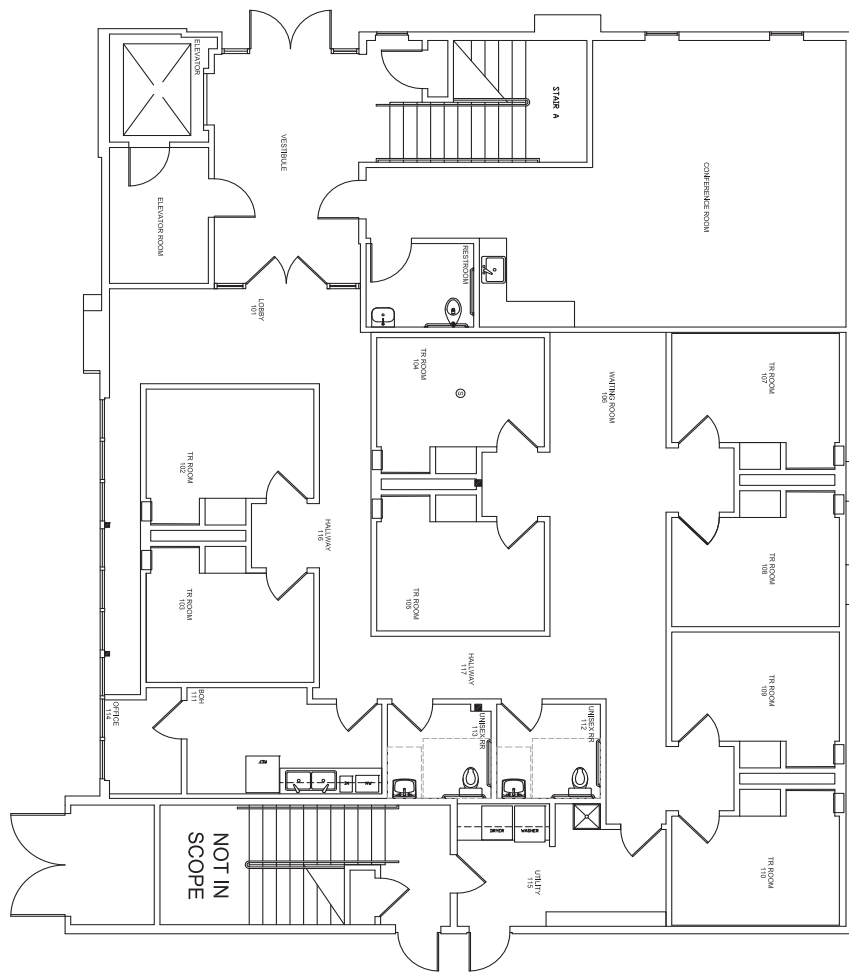 ELEVATOR
VESTIBULE
STAIR A
CONFERENCE ROOM
ELEVATOR ROOM
RESTROOM
LOBBY
101
TR ROOM
104
S
WAITING ROOM
106
TR ROOM
107
TR ROOM
102
HALLWAY
116
TR ROOM
103
TR ROOM
105
TR ROOM
108
HALLWAY
117
TR ROOM
109
OFFICE
114
BOH
111
UNISEX RR
113
UNISEX RR
112
REF
DRYER
WASHER
NOT IN
SCOPE
UTILITY
115
TR ROOM
110